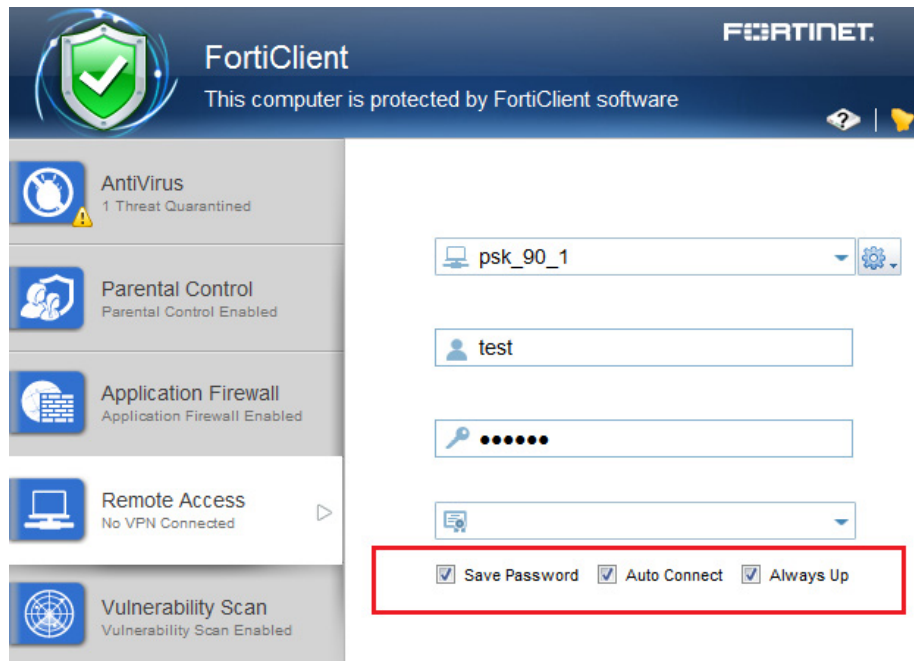 FORTINET.
FortiClient
This computer is protected by FortiClient software
AntiVirus
1 Threat Quarantined
Parental Control
Parental Control Enabled
Application Firewall
Application Firewall Enabled
Remote Access
No VPN Connected
Vulnerability Scan
Vulnerability Scan Enabled
psk_90_1
test
••••••
Save Password Auto Connect Always Up